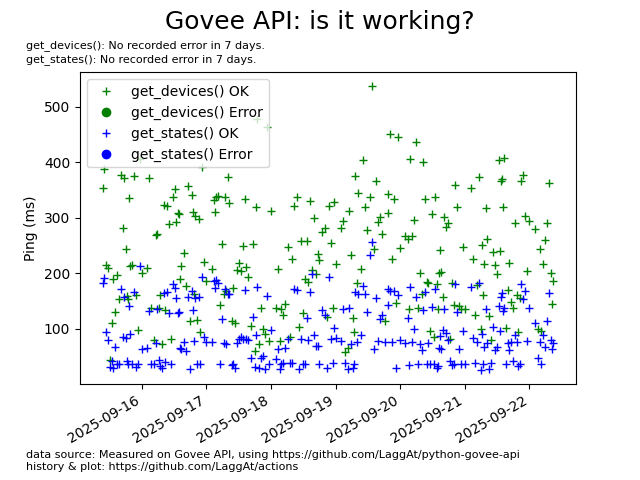 Govee API: is it working?
get_devices(): No recorded error in 7 days.
get_states(): No recorded error in 7 days.
get_devices() OK
get_devices() Error
get_states() OK
get_states() Error
Ping (ms)
500
400
300
200
100
2025-09-16
2025-09-17
2025-09-18
2025-09-19
2025-09-20
2025-09-21
2025-09-22
data source: Measured on Govee API, using https://github.com/LaggAt/python-govee-api
history & plot: https://github.com/LaggAt/actions